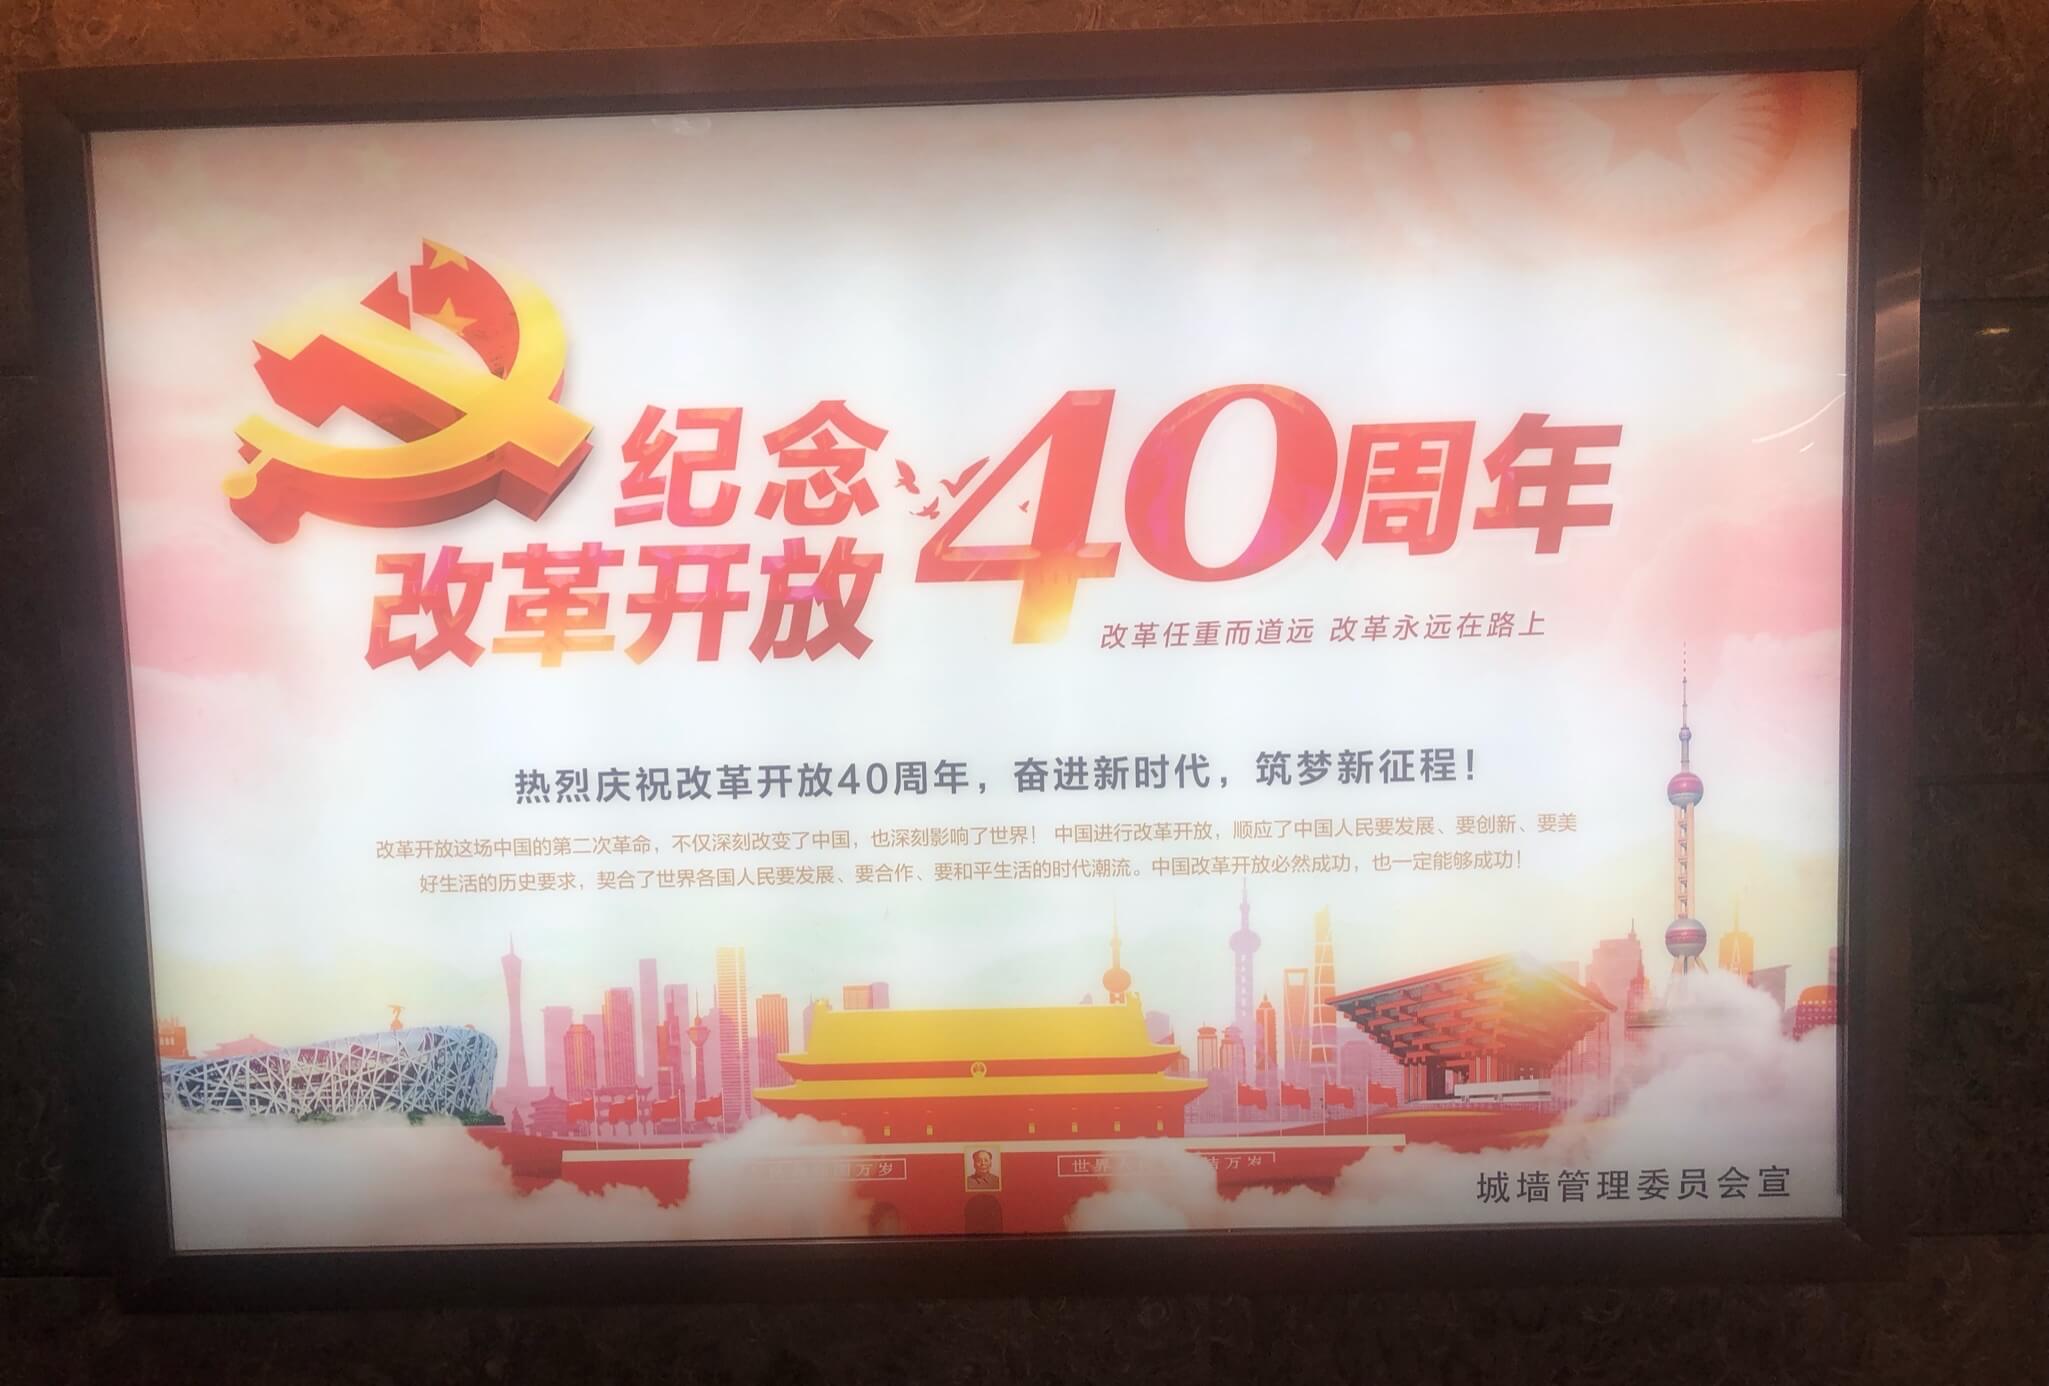 纪念
改革开放
40周年
改革任重而道远 改革永远在路上
热烈庆祝改革开放40周年，奋进新时代，筑梦新征程！
改革开放这场中国的第二次革命，不仅深刻改变了中国，也深刻影响了世界！ 中国进行改革开放，顺应了中国人民要发展、要创新、要美
好生活的历史要求，契合了世界各国人民要发展、要合作、要和平生活的时代潮流。中国改革开放必然成功，也一定能够成功！
万岁
世界
万岁
城墙管理委员会宣